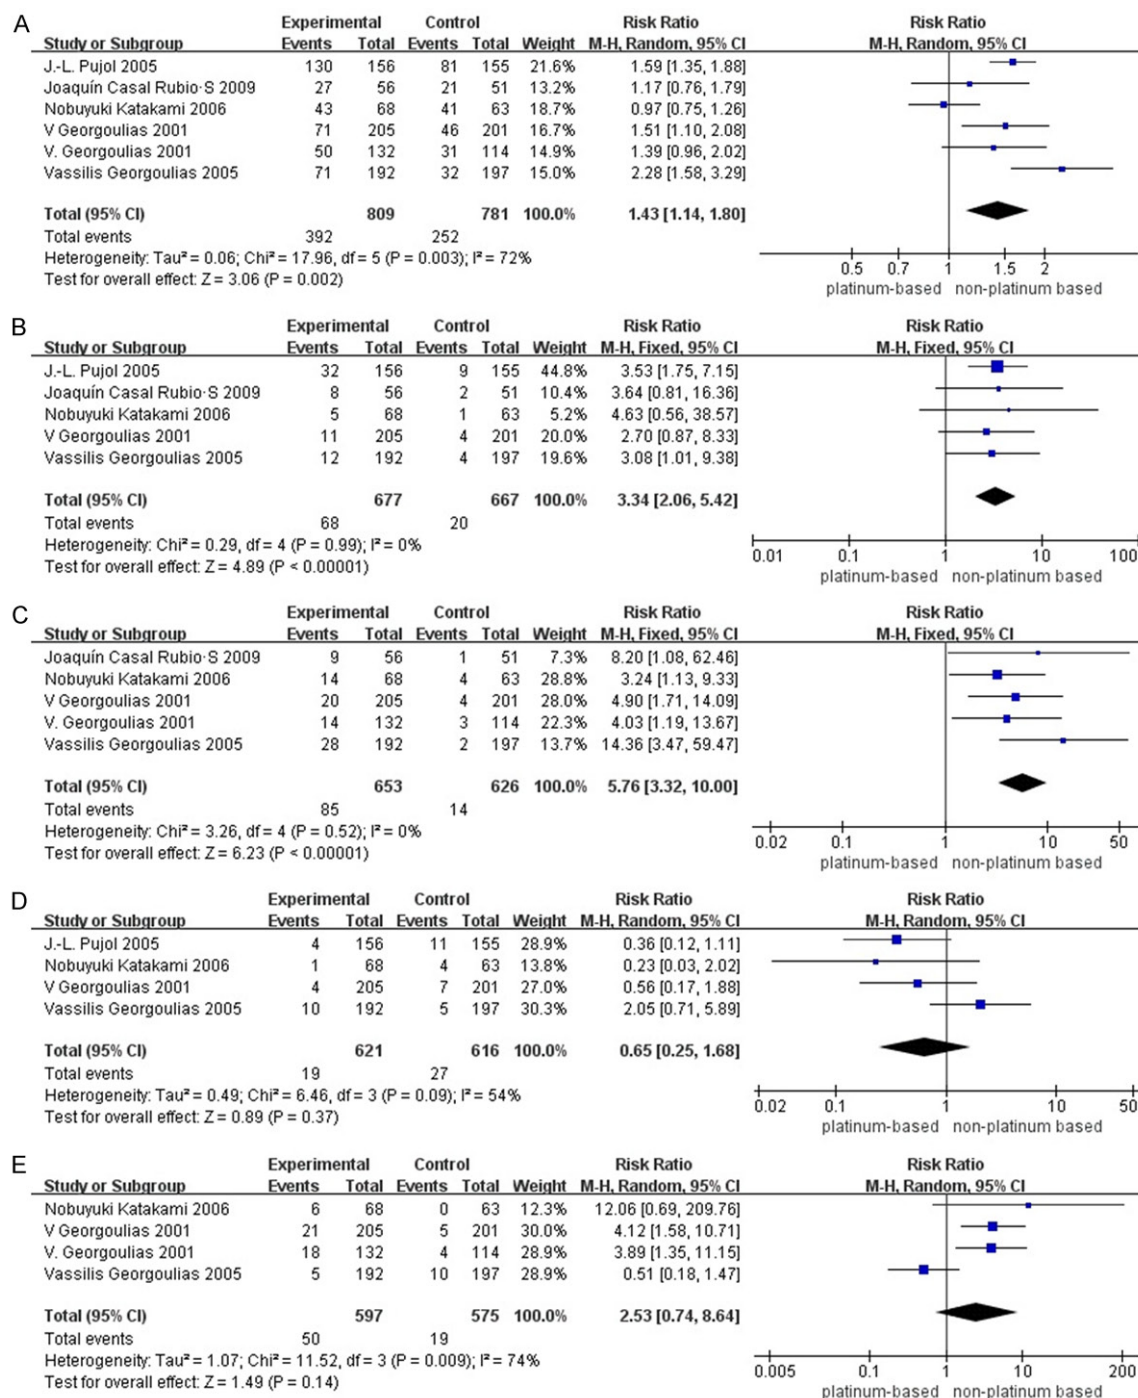 A
Experimental Control Risk Ratio Risk Ratio
Study or Subgroup Events Total Events Total Weight M-H, Random, 95% CI M-H, Random, 95% CI
J.-L. Pujol 2005 130 156 81 155 21.6% 1.59 [1.35, 1.88]
Joaquín Casal Rubio·S 2009 27 56 21 51 13.2% 1.17 [0.76, 1.79]
Nobuyuki Katakami 2006 43 68 41 63 18.7% 0.97 [0.75, 1.26]
V Georgoulias 2001 71 205 46 201 16.7% 1.51 [1.10, 2.08]
V. Georgoulias 2001 50 132 31 114 14.9% 1.39 [0.96, 2.02]
Vassilis Georgoulias 2005 71 192 32 197 15.0% 2.28 [1.58, 3.29]
Total (95% CI) 809 781 100.0% 1.43 [1.14, 1.80]
Total events 392 252
Heterogeneity: Tau² = 0.06; Chi² = 17.96, df = 5 (P = 0.003); I² = 72%
Test for overall effect: Z = 3.06 (P = 0.002)
0.5 0.7 1 1.5 2
platinum-based non-platinum based
B
Experimental Control Risk Ratio Risk Ratio
Study or Subgroup Events Total Events Total Weight M-H, Fixed, 95% CI M-H, Fixed, 95% CI
J.-L. Pujol 2005 32 156 9 155 44.8% 3.53 [1.75, 7.15]
Joaquín Casal Rubio·S 2009 8 56 2 51 10.4% 3.64 [0.81, 16.36]
Nobuyuki Katakami 2006 5 68 1 63 5.2% 4.63 [0.56, 38.57]
V Georgoulias 2001 11 205 4 201 20.0% 2.70 [0.87, 8.33]
Vassilis Georgoulias 2005 12 192 4 197 19.6% 3.08 [1.01, 9.38]
Total (95% CI) 677 667 100.0% 3.34 [2.06, 5.42]
Total events 68 20
Heterogeneity: Chi² = 0.29, df = 4 (P = 0.99); I² = 0%
Test for overall effect: Z = 4.89 (P < 0.00001)
0.01 0.1 1 10 100
platinum-based non-platinum based
C
Experimental Control Risk Ratio Risk Ratio
Study or Subgroup Events Total Events Total Weight M-H, Fixed, 95% CI M-H, Fixed, 95% CI
Joaquín Casal Rubio·S 2009 9 56 1 51 7.3% 8.20 [1.08, 62.46]
Nobuyuki Katakami 2006 14 68 4 63 28.8% 3.24 [1.13, 9.33]
V Georgoulias 2001 20 205 4 201 28.0% 4.90 [1.71, 14.09]
V. Georgoulias 2001 14 132 3 114 22.3% 4.03 [1.19, 13.67]
Vassilis Georgoulias 2005 28 192 2 197 13.7% 14.36 [3.47, 59.47]
Total (95% CI) 653 626 100.0% 5.76 [3.32, 10.00]
Total events 85 14
Heterogeneity: Chi² = 3.26, df = 4 (P = 0.52); I² = 0%
Test for overall effect: Z = 6.23 (P < 0.00001)
0.02 0.1 1 10 50
platinum-based non-platinum based
D
Experimental Control Risk Ratio Risk Ratio
Study or Subgroup Events Total Events Total Weight M-H, Random, 95% CI M-H, Random, 95% CI
J.-L. Pujol 2005 4 156 11 155 28.9% 0.36 [0.12, 1.11]
Nobuyuki Katakami 2006 1 68 4 63 13.8% 0.23 [0.03, 2.02]
V Georgoulias 2001 4 205 7 201 27.0% 0.56 [0.17, 1.88]
Vassilis Georgoulias 2005 10 192 5 197 30.3% 2.05 [0.71, 5.89]
Total (95% CI) 621 616 100.0% 0.65 [0.25, 1.68]
Total events 19 27
Heterogeneity: Tau² = 0.49; Chi² = 6.46, df = 3 (P = 0.09); I² = 54%
Test for overall effect: Z = 0.89 (P = 0.37)
0.02 0.1 1 10 50
platinum-based non-platinum based
E
Experimental Control Risk Ratio Risk Ratio
Study or Subgroup Events Total Events Total Weight M-H, Random, 95% CI M-H, Random, 95% CI
Nobuyuki Katakami 2006 6 68 0 63 12.3% 12.06 [0.69, 209.76]
V Georgoulias 2001 21 205 5 201 30.0% 4.12 [1.58, 10.71]
V. Georgoulias 2001 18 132 4 114 28.9% 3.89 [1.35, 11.15]
Vassilis Georgoulias 2005 5 192 10 197 28.9% 0.51 [0.18, 1.47]
Total (95% CI) 597 575 100.0% 2.53 [0.74, 8.64]
Total events 50 19
Heterogeneity: Tau² = 1.07; Chi² = 11.52, df = 3 (P = 0.009); I² = 74%
Test for overall effect: Z = 1.49 (P = 0.14)
0.005 0.1 1 10 200
platinum-based non-platinum based